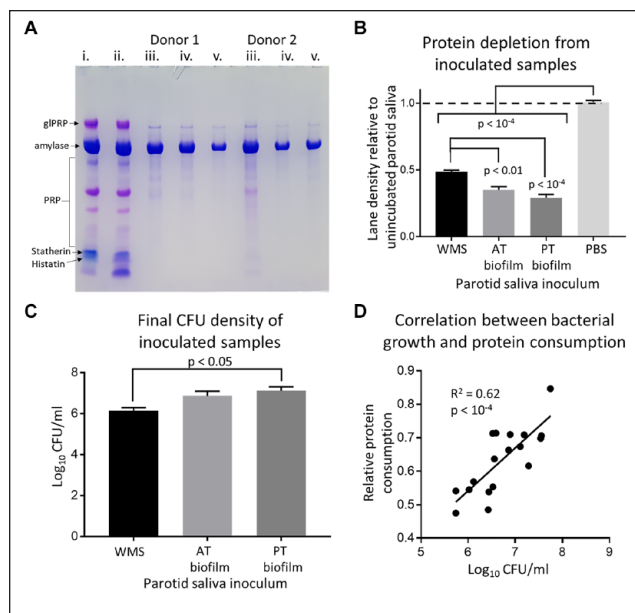 A
Donor 1
Donor 2
i.
ii.
iii.
iv.
v.
iii.
iv.
v.
glPRP
amylase
PRP
Statherin
Histatin
B
Protein depletion from
inoculated samples
Lane density relative to
unincubated parotid saliva
1.0
0.5
0.0
p < 10-4
p < 0.01
p < 10-4
WMS
AT
biofilm
PT
biofilm
PBS
Parotid saliva inoculum
C
Final CFU density of
inoculated samples
p < 0.05
Log10 CFU/ml
8
6
4
2
0
WMS
AT
biofilm
PT
biofilm
Parotid saliva inoculum
D
Correlation between bacterial
growth and protein consumption
R2 = 0.62
p < 10-4
Relative protein
consumption
0.9
0.8
0.7
0.6
0.5
0.4
5
6
7
8
9
Log10 CFU/ml